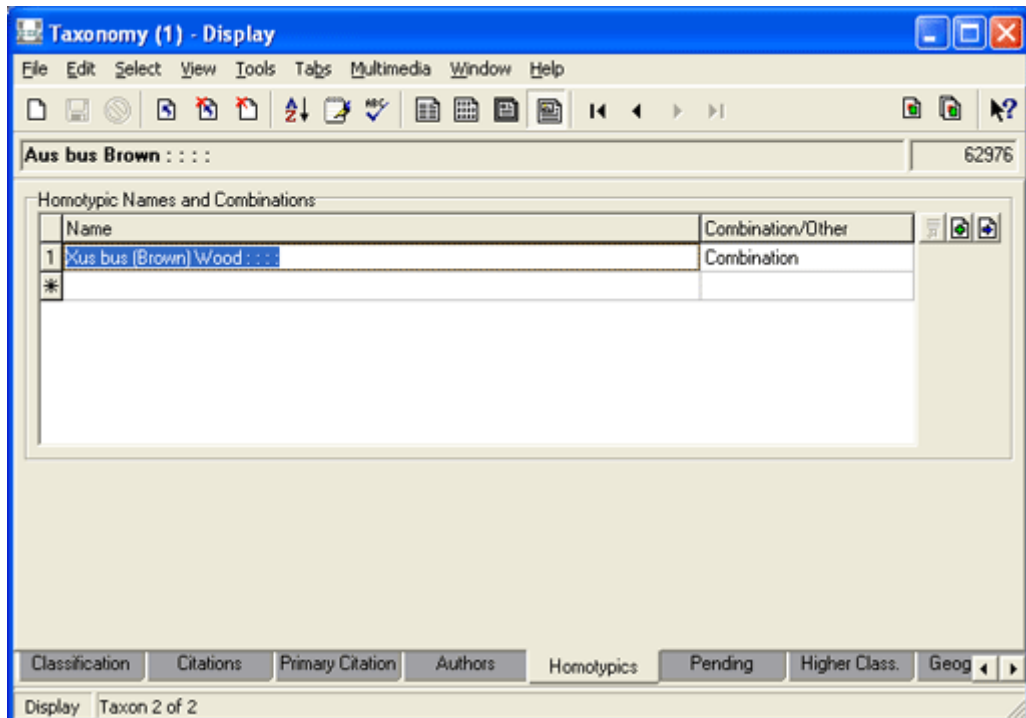 Taxonomy (1) - Display
File Edit Select View Tools Tabs Multimedia Window Help
Aus bus Brown : : : : 62976
Homotypic Names and Combinations
Name Combination/Other
1 Xus bus (Brown) Wood : : : : Combination
Classification Citations Primary Citation Authors Homotypics Pending Higher Class. Geog
Display Taxon 2 of 2